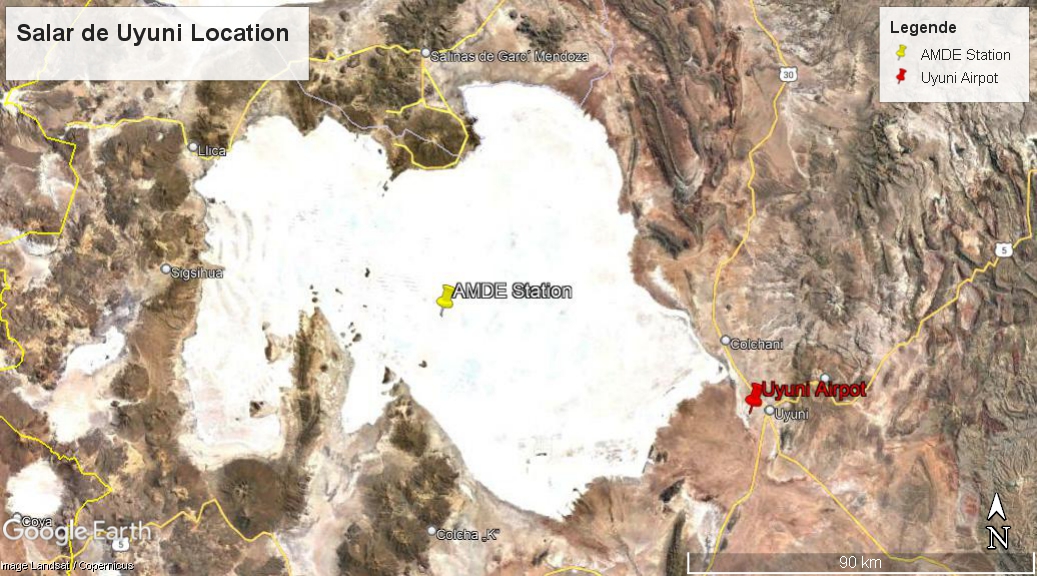 Salar de Uyuni Location
Legende
AMDE Station
Uyuni Airpot
Salinas de Garcí Mendoza
30
Llica
5
Sigsihua
AMDE Station
Colchani
Uyuni Airpot
Uyuni
Coya
Google Earth
5
Colcha „K“
N
90 km
Image Landsat / Copernicus